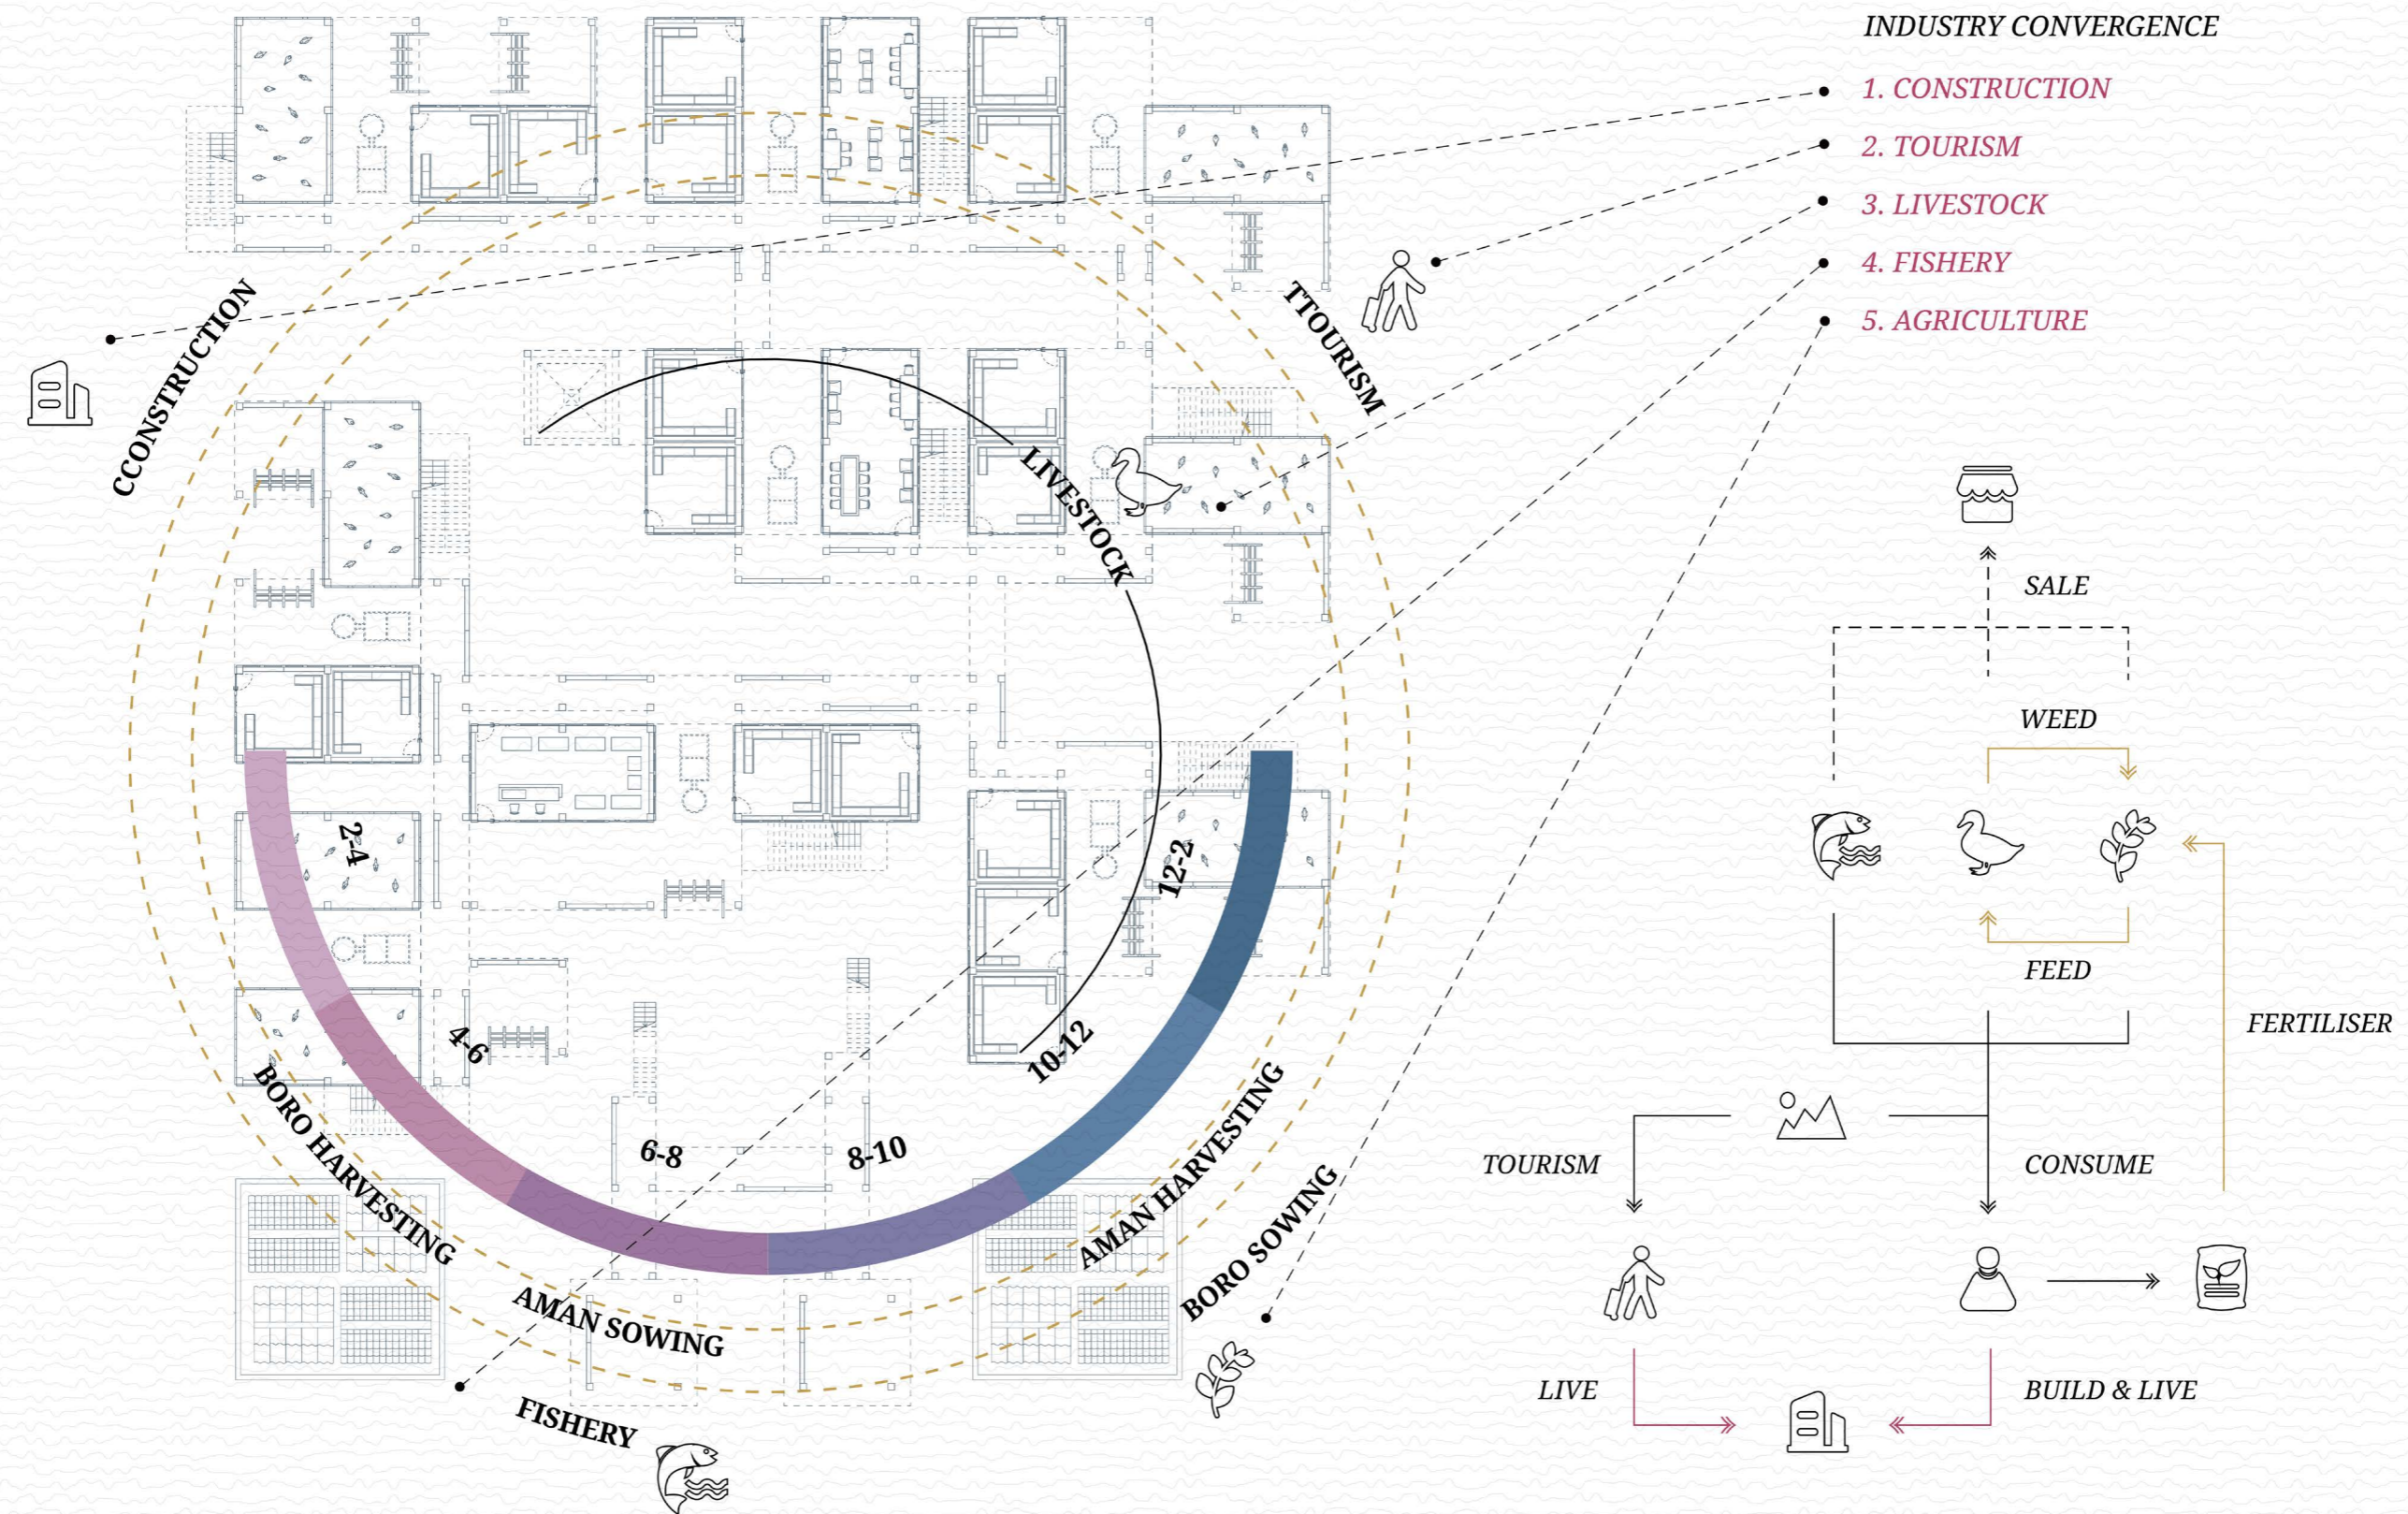 INDUSTRY CONVERGENCE
1. CONSTRUCTION
2. TOURISM
3. LIVESTOCK
4. FISHERY
5. AGRICULTURE
CCONSTRUCTION
TTOURISM
LIVESTOCK
2-4
4-6
6-8
8-10
10-12
12-2
BORO HARVESTING
AMAN SOWING
AMAN HARVESTING
BORO SOWING
FISHERY
SALE
WEED
FEED
FERTILISER
TOURISM
CONSUME
LIVE
BUILD & LIVE